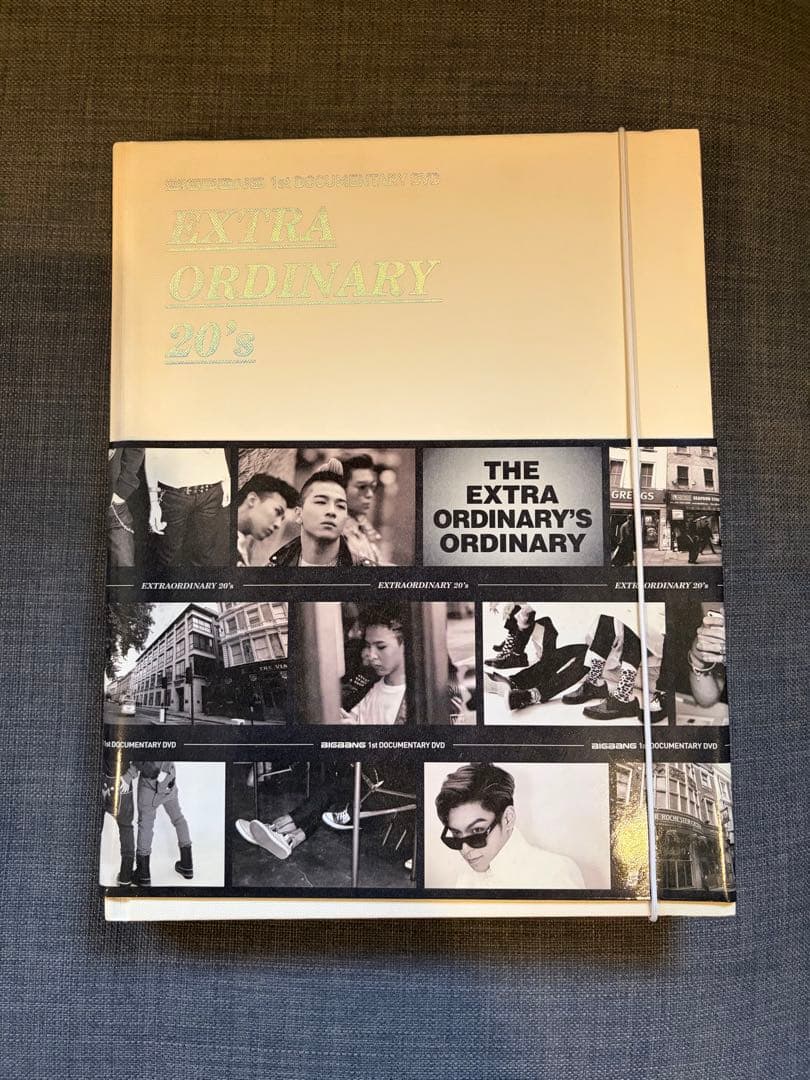 BIGBANG 1st DOCUMENTARY DVD
EXTRA
ORDINARY
20's
THE
EXTRA
ORDINARY'S
ORDINARY
GREGGS
EXTRAORDINARY 20's
EXTRAORDINARY 20's
EXTRAORDINARY 20's
1st DOCUMENTARY DVD
BIGBANG 1st DOCUMENTARY DVD
BIGBANG 1st DOCUMENTARY DVD